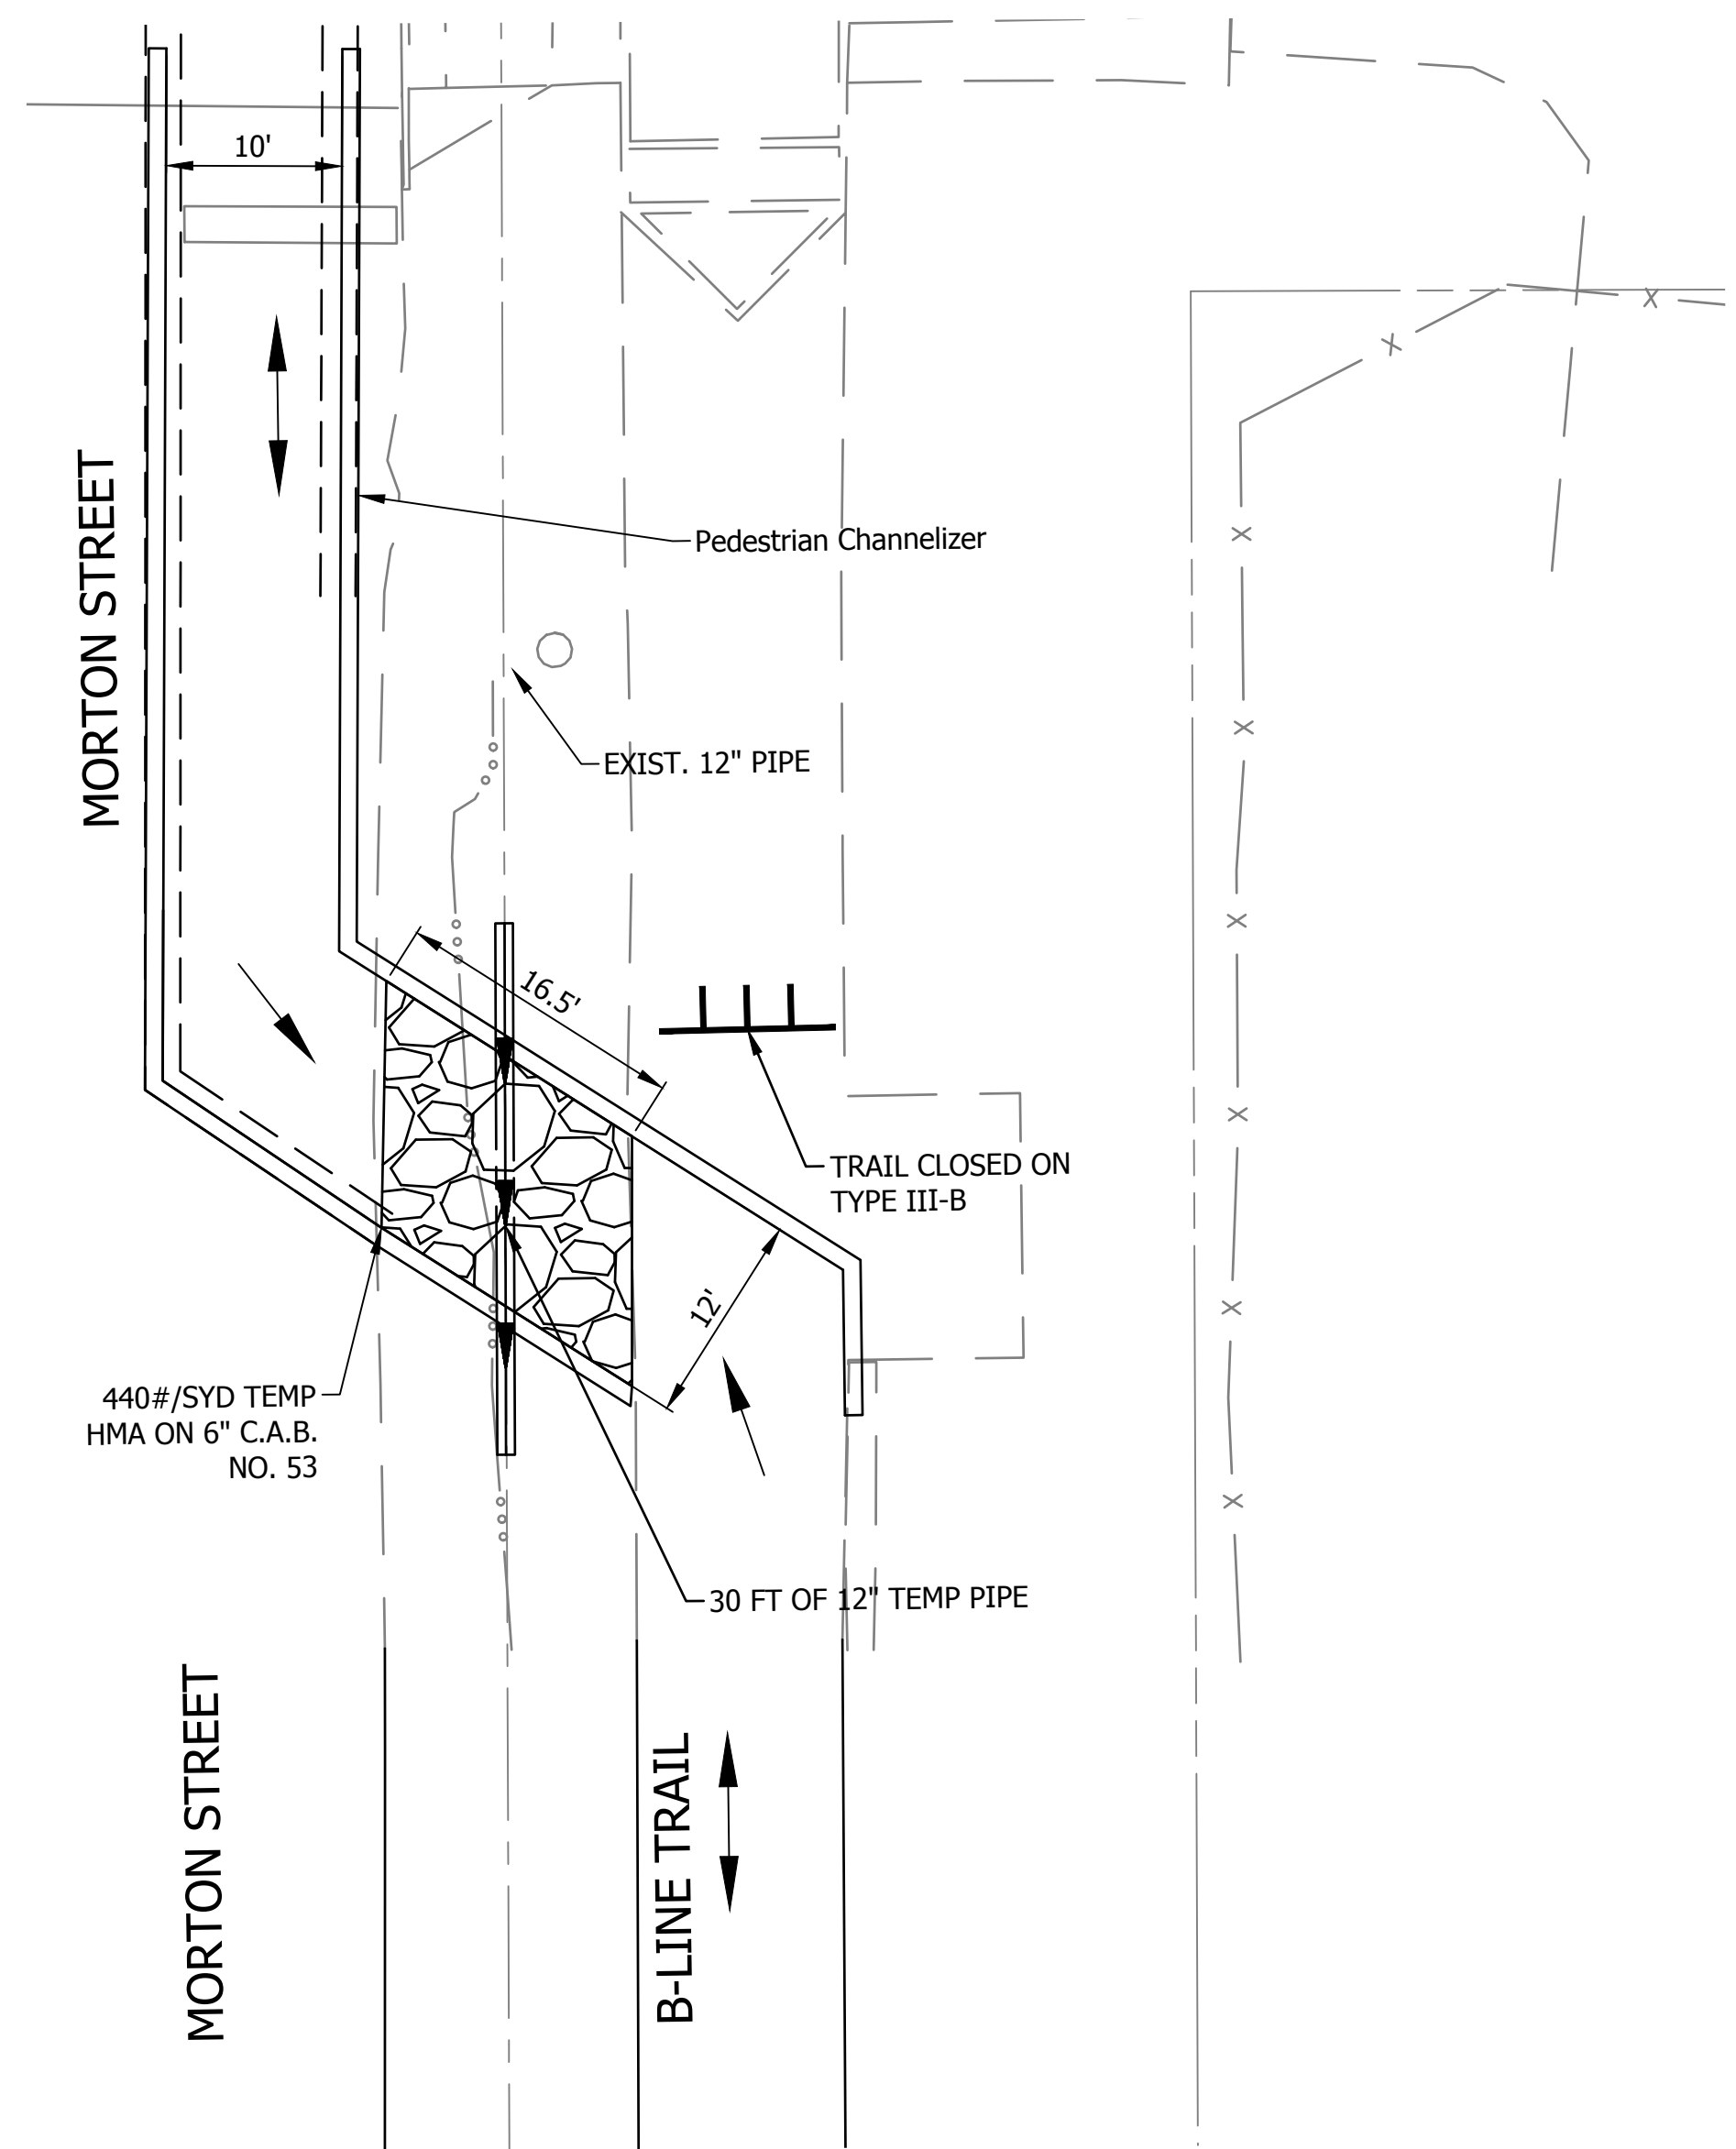 10'
MORTON STREET
Pedestrian Channelizer
EXIST. 12" PIPE
16.5'
TRAIL CLOSED ON
TYPE III-B
12'
440#/SYD TEMP
HMA ON 6" C.A.B.
NO. 53
30 FT OF 12" TEMP PIPE
MORTON STREET
B-LINE TRAIL